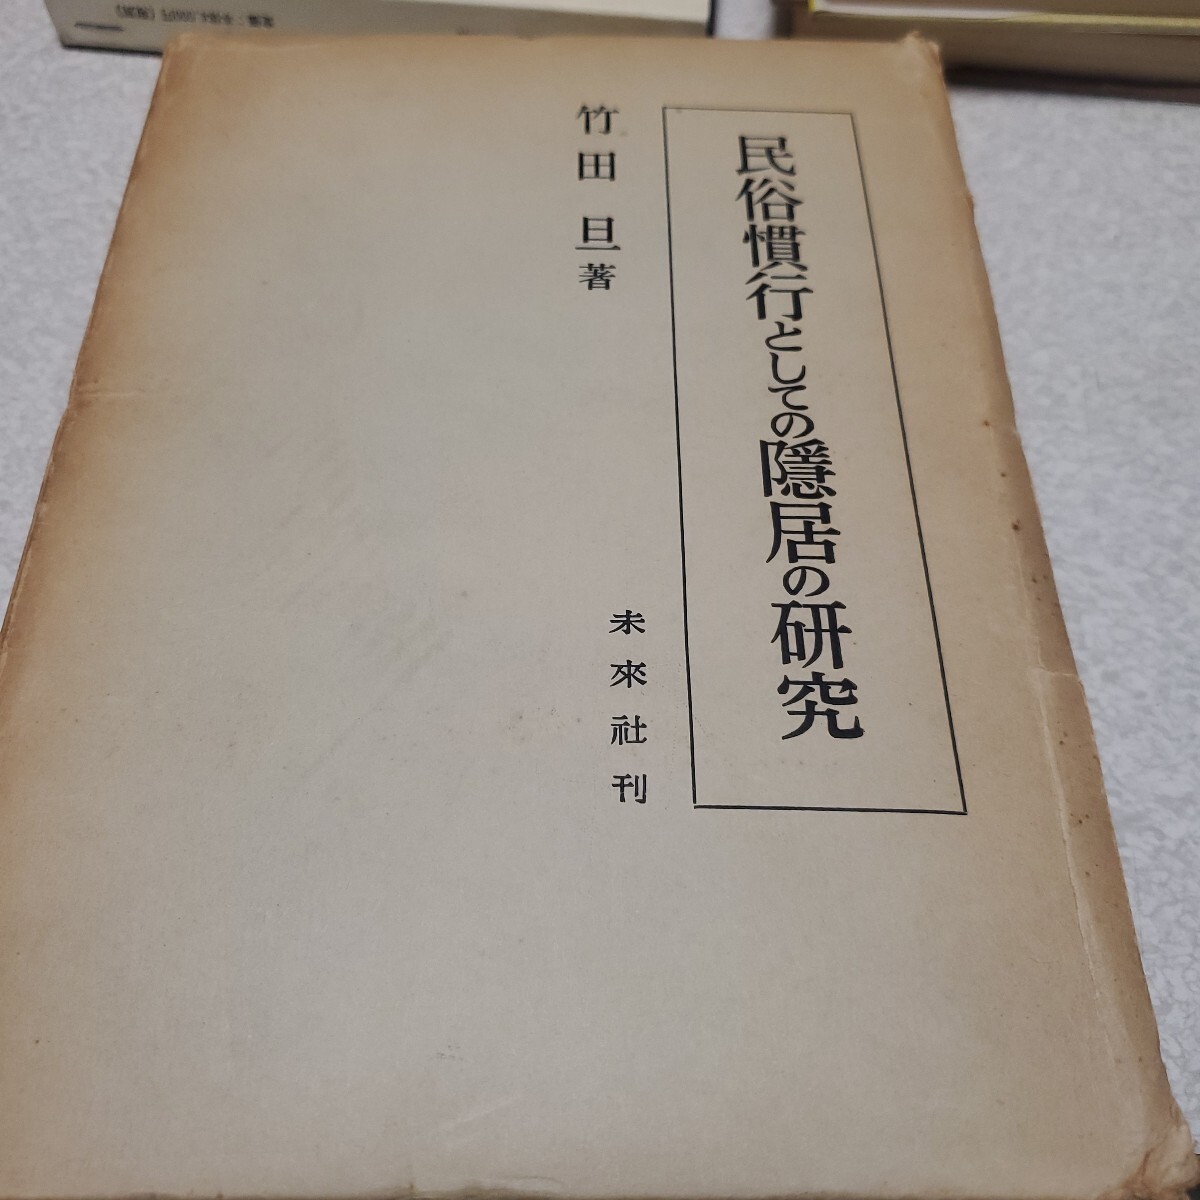 民俗慣行としての隱居の研究
竹田旦著
未來社刊